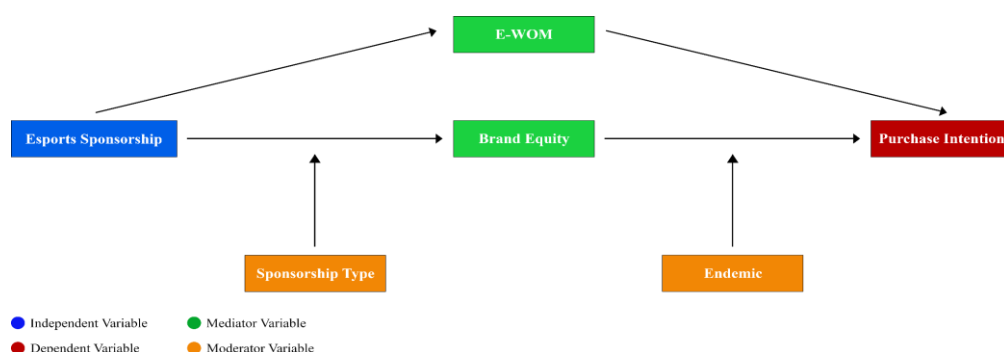 E-WOM
Esports Sponsorship
Brand Equity
Purchase Intention
Sponsorship Type
Endemic
Independent Variable
Mediator Variable
Dependent Variable
Moderator Variable